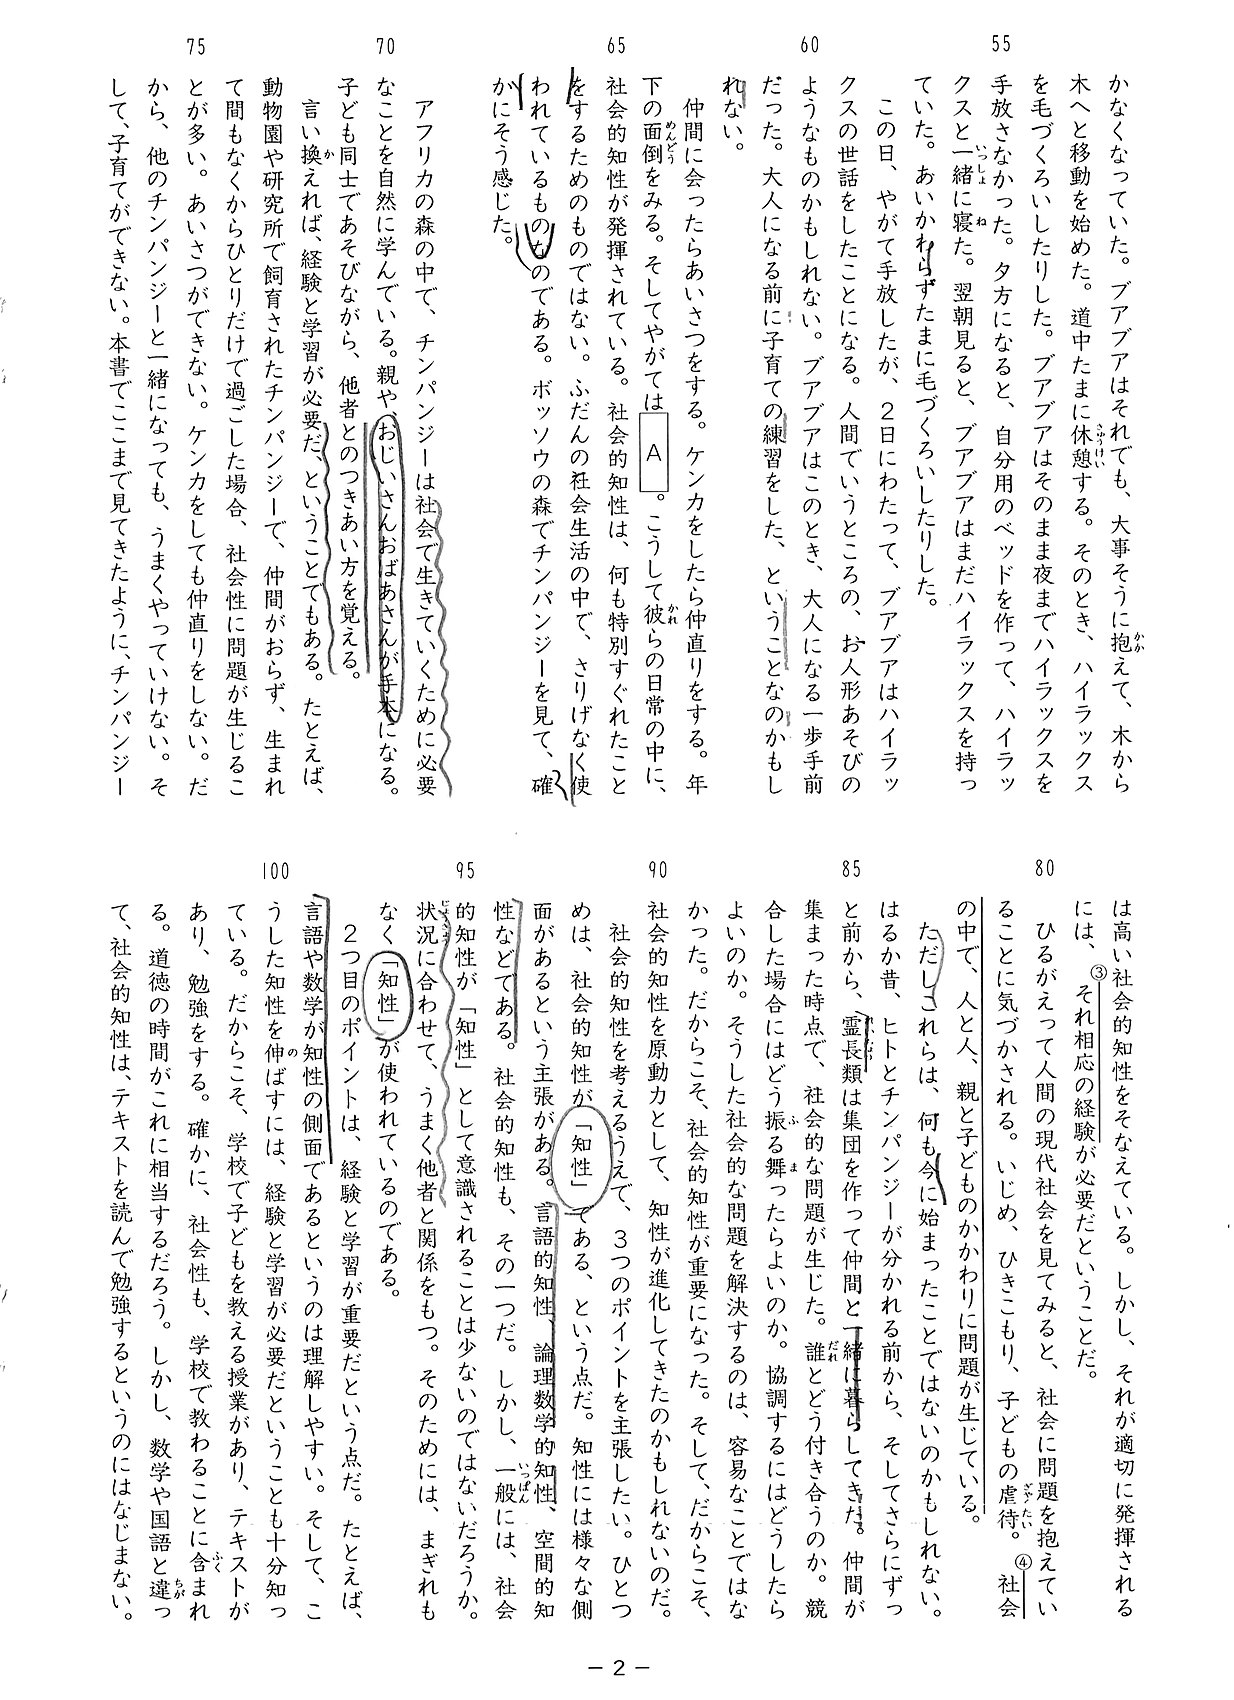 かなくなっていた。ブアブアはそれでも、大事そうに抱えて、木から
木へと移動を始めた。道中たまに休憩する。そのとき、ハイラックス
を毛づくろいしたりした。ブアブアはそのまま夜までハイラックスを
手放さなかった。夕方になると、自分用のベッドを作って、ハイラッ
クスと一緒に寝た。翌朝見ると、ブアブアはまだハイラックスを持っ
ていた。あいかわらずたまに毛づくろいしたりした。
この日、やがて手放したが、2日にわたって、ブアブアはハイラッ
クスの世話をしたことになる。人間でいうところの、お人形あそびの
ようなものかもしれない。ブアブアはこのとき、大人になる一歩手前
だった。大人になる前に子育ての練習をした、ということなのかもし
れない。
仲間に会ったらあいさつをする。ケンカをしたら仲直りをする。年
下の面倒をみる。そしてやがては A 。こうして彼らの日常の中に、
社会的知性が発揮されている。社会的知性は、何も特別すぐれたこと
をするためのものではない。ふだんの社会生活の中で、さりげなく使
われているものなのである。ボッソウの森でチンパンジーを見て、確
かにそう感じた。
アフリカの森の中で、チンパンジーは社会で生きていくために必要
なことを自然に学んでいる。親や、おじいさんおばあさんが手本になる。
子ども同士であそびながら、他者とのつきあい方を覚える。
言い換えれば、経験と学習が必要だ、ということでもある。たとえば、
動物園や研究所で飼育されたチンパンジーで、仲間がおらず、生まれ
て間もなくからひとりだけで過ごした場合、社会性に問題が生じるこ
とが多い。あいさつができない。ケンカをしても仲直りをしない。だ
から、他のチンパンジーと一緒になっても、うまくやっていけない。そ
して、子育てができない。本書でここまで見てきたように、チンパンジー
55
60
65
70
75
は高い社会的知性をそなえている。しかし、それが適切に発揮される
には、③それ相応の経験が必要だということだ。
ひるがえって人間の現代社会を見てみると、社会に問題を抱えてい
ることに気づかされる。いじめ、ひきこもり、子どもの虐待。④社会
の中で、人と人、親と子どものかかわりに問題が生じている。
ただしこれらは、何も今に始まったことではないのかもしれない。
はるか昔、ヒトとチンパンジーが分かれる前から、そしてさらにずっ
と前から、霊長類は集団を作って仲間と一緒に暮らしてきた。仲間が
集まった時点で、社会的な問題が生じた。誰とどう付き合うのか。競
合した場合にはどう振る舞ったらよいのか。協調するにはどうしたら
よいのか。そうした社会的な問題を解決するのは、容易なことではな
かった。だからこそ、社会的知性が重要になった。そして、だからこそ、
社会的知性を原動力として、知性が進化してきたのかもしれないのだ。
社会的知性を考えるうえで、3つのポイントを主張したい。ひとつ
めは、社会的知性が「知性」である、という点だ。知性には様々な側
面があるという主張がある。言語的知性、論理数学的知性、空間的知
性などである。社会的知性も、その一つだ。しかし、一般には、社会
的知性が「知性」として意識されることは少ないのではないだろうか。
状況に合わせて、うまく他者と関係をもつ。そのためには、まぎれも
なく「知性」が使われているのである。
2つ目のポイントは、経験と学習が重要だという点だ。たとえば、
言語や数学が知性の側面であるというのは理解しやすい。そして、こ
うした知性を伸ばすには、経験と学習が必要だということも十分知っ
ている。だからこそ、学校で子どもを教える授業があり、テキストが
あり、勉強をする。確かに、社会性も、学校で教わることに含まれ
る。道徳の時間がこれに相当するだろう。しかし、数学や国語と違っ
て、社会的知性は、テキストを読んで勉強するというのにはなじまない。
80
85
90
95
100
— 2 —